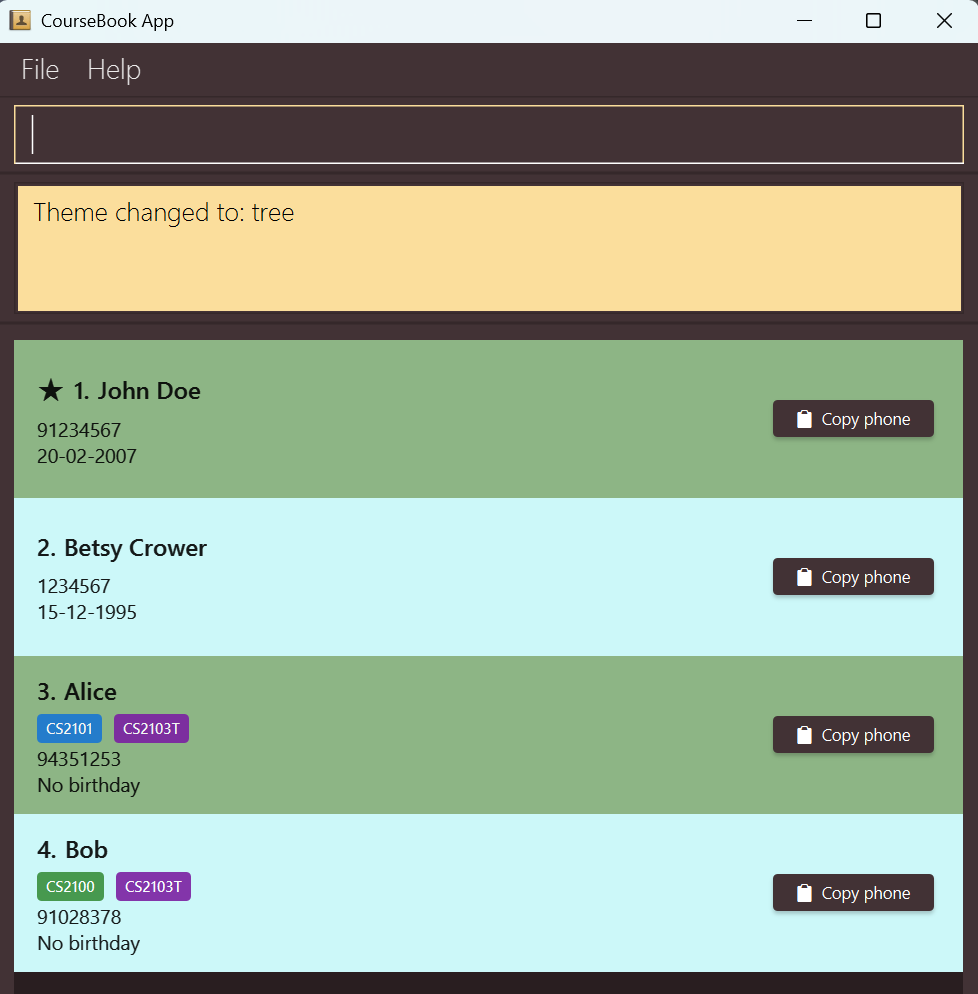 CourseBook App
File Help
Theme changed to: tree
★ 1. John Doe
91234567
20-02-2007
Copy phone
2. Betsy Crower
1234567
15-12-1995
Copy phone
3. Alice
CS2101 CS2103T
94351253
No birthday
Copy phone
4. Bob
CS2100 CS2103T
91028378
No birthday
Copy phone